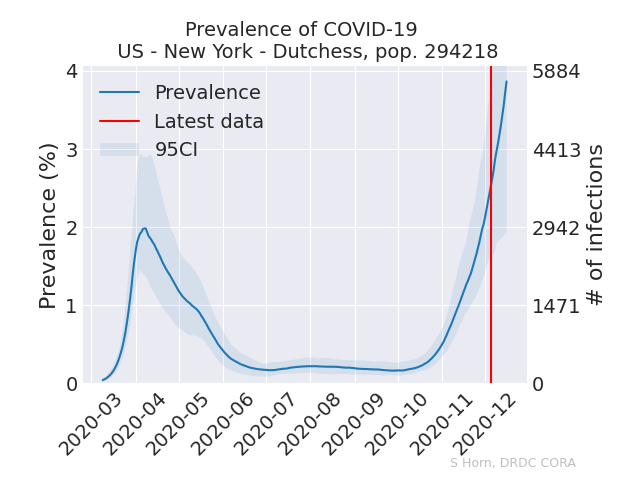 Prevalence of COVID-19
US - New York - Dutchess, pop. 294218
Prevalence
Latest data
95CI
Prevalence (%)
4
3
2
1
0
5884
4413
2942
1471
0
# of infections
2020-03
2020-04
2020-05
2020-06
2020-07
2020-08
2020-09
2020-10
2020-11
2020-12
S Horn, DRDC CORA